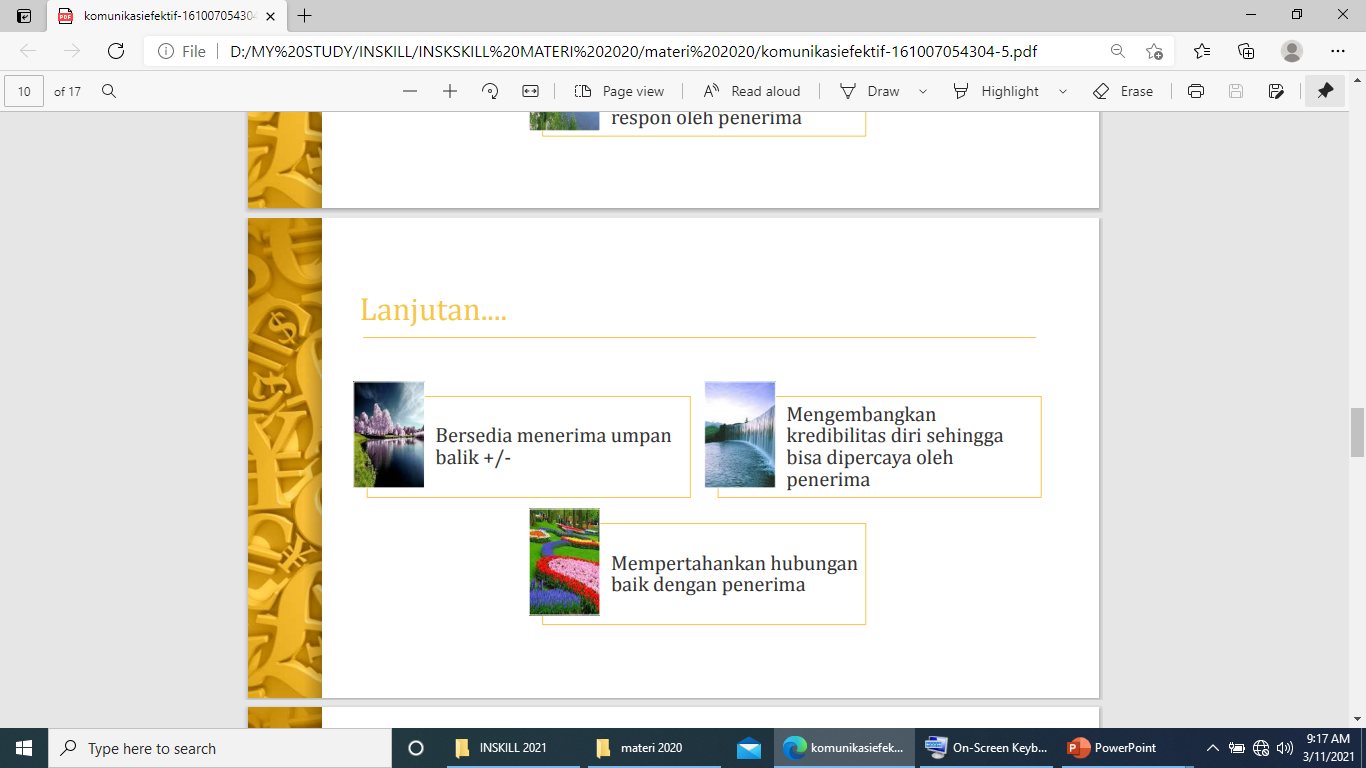 komunikasiefektif-161007054304-
File
D:/MY%20STUDY/INSKILL/INSKSKILL%20MATERI%202020/materi%202020/komunikasiefektif-161007054304-5.pdf
10 of 17
Page view
Read aloud
Draw
Highlight
Erase
respon oleh penerima
Lanjutan....
Bersedia menerima umpan
balik +/-
Mengembangkan
kredibilitas diri sehingga
bisa dipercaya oleh
penerima
Mempertahankan hubungan
baik dengan penerima
Type here to search
INSKILL 2021
materi 2020
komunikasiefek...
On-Screen Keyb...
PowerPoint
9:17 AM
3/11/2021